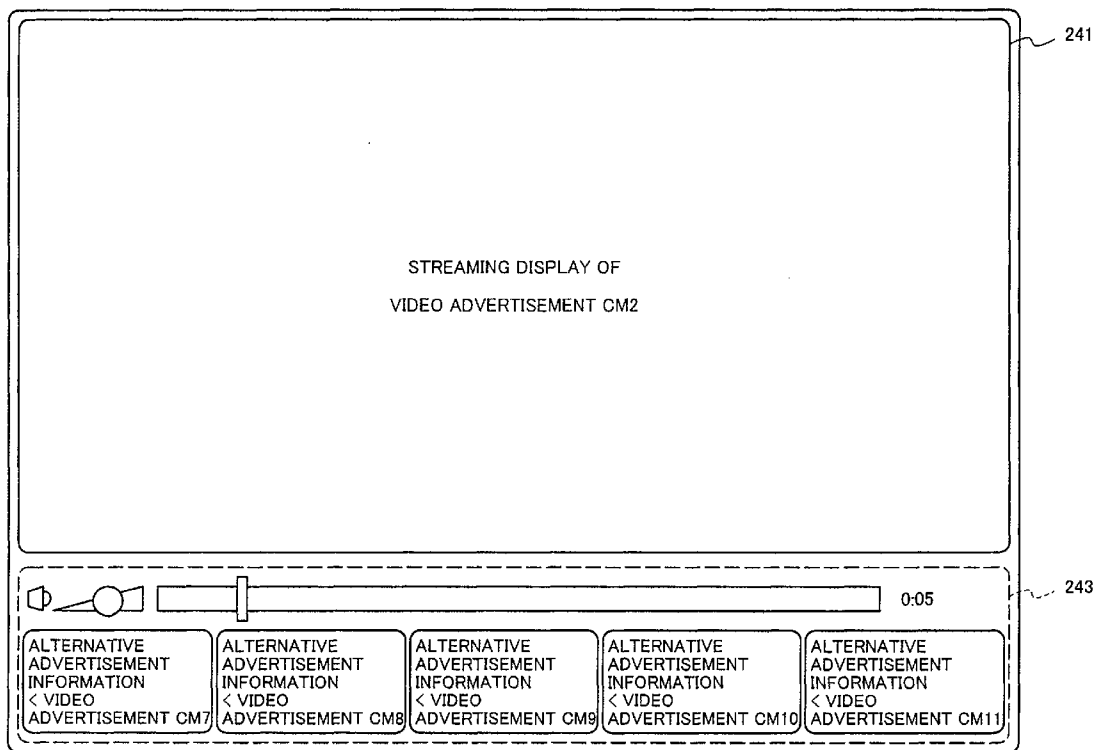 241
STREAMING DISPLAY OF
VIDEO ADVERTISEMENT CM2
0:05
243
ALTERNATIVE
ADVERTISEMENT
INFORMATION
< VIDEO
ADVERTISEMENT CM7
ALTERNATIVE
ADVERTISEMENT
INFORMATION
< VIDEO
ADVERTISEMENT CM8
ALTERNATIVE
ADVERTISEMENT
INFORMATION
< VIDEO
ADVERTISEMENT CM9
ALTERNATIVE
ADVERTISEMENT
INFORMATION
< VIDEO
ADVERTISEMENT CM10
ALTERNATIVE
ADVERTISEMENT
INFORMATION
< VIDEO
ADVERTISEMENT CM11